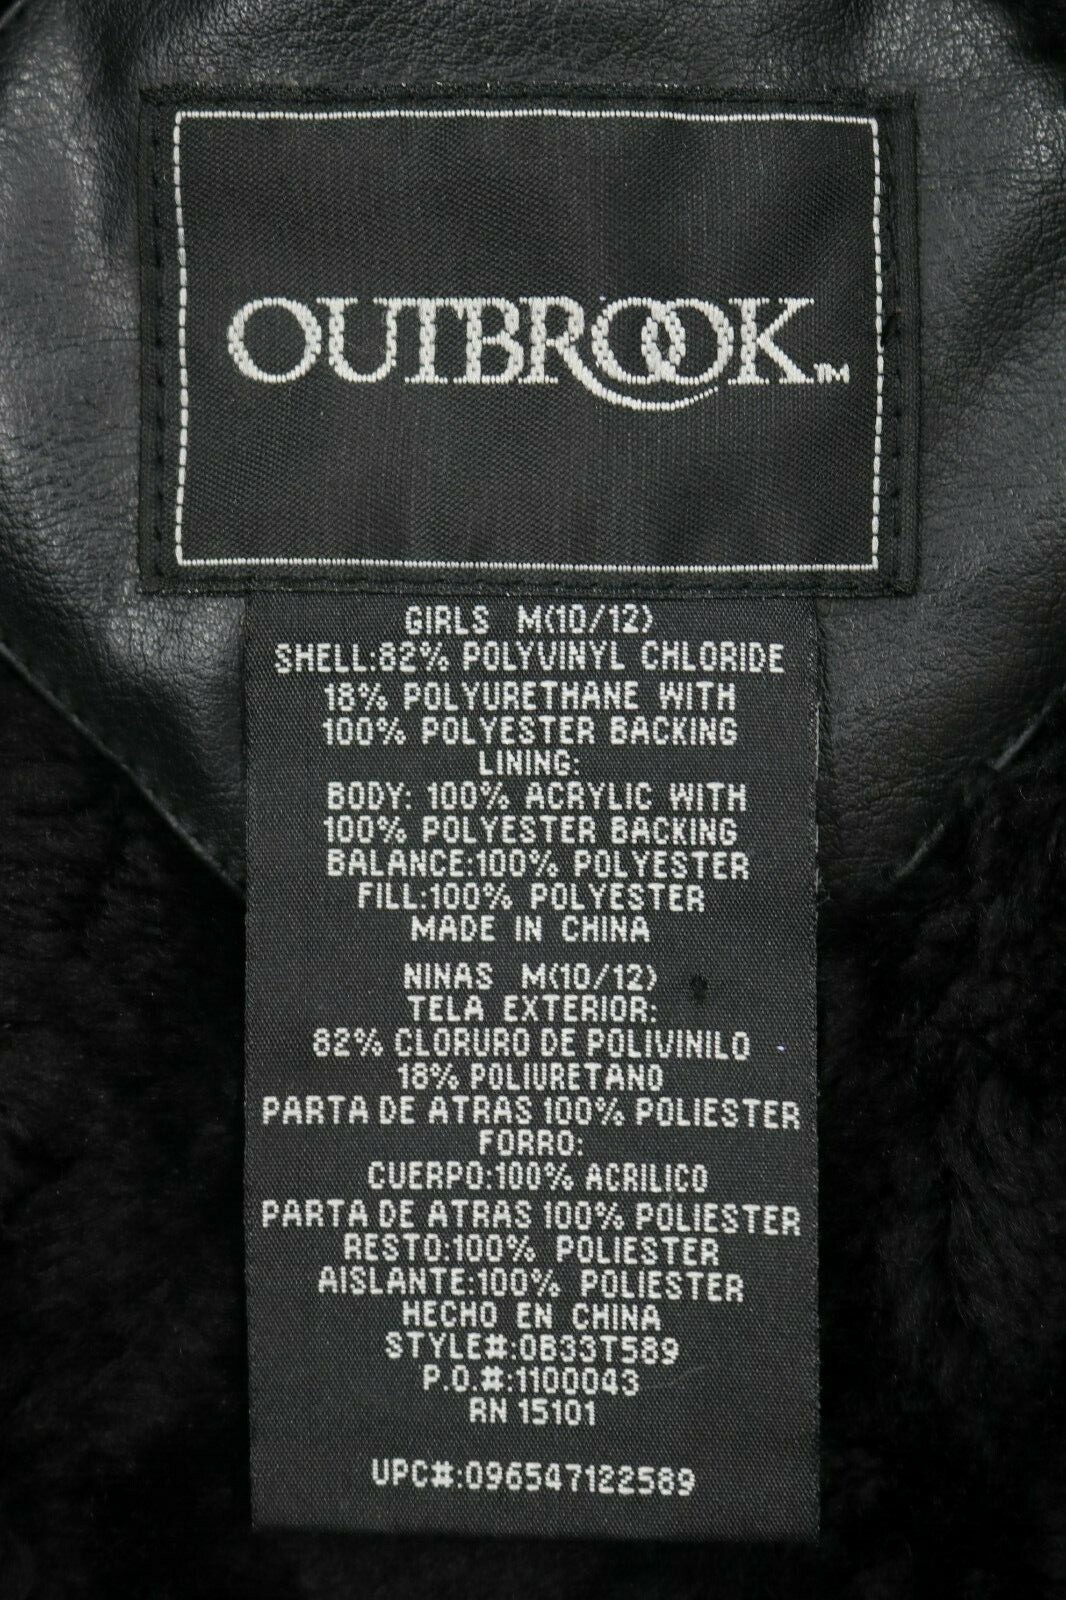 OUTBROOK™
GIRLS M(10/12)
SHELL:82% POLYVINYL CHLORIDE
18% POLYURETHANE WITH
100% POLYESTER BACKING
LINING:
BODY: 100% ACRYLIC WITH
100% POLYESTER BACKING
BALANCE:100% POLYESTER
FILL:100% POLYESTER
MADE IN CHINA
NINAS M(10/12)
TELA EXTERIOR:
82% CLORURO DE POLIVINILO
18% POLIURETANO
PARTA DE ATRAS 100% POLIESTER
FORRO:
CUERPO:100% ACRILICO
PARTA DE ATRAS 100% POLIESTER
RESTO:100% POLIESTER
AISLANTE:100% POLIESTER
HECHO EN CHINA
STYLE#:OB33T589
P.O.#:1100043
RN 15101
UPC#:096547122589